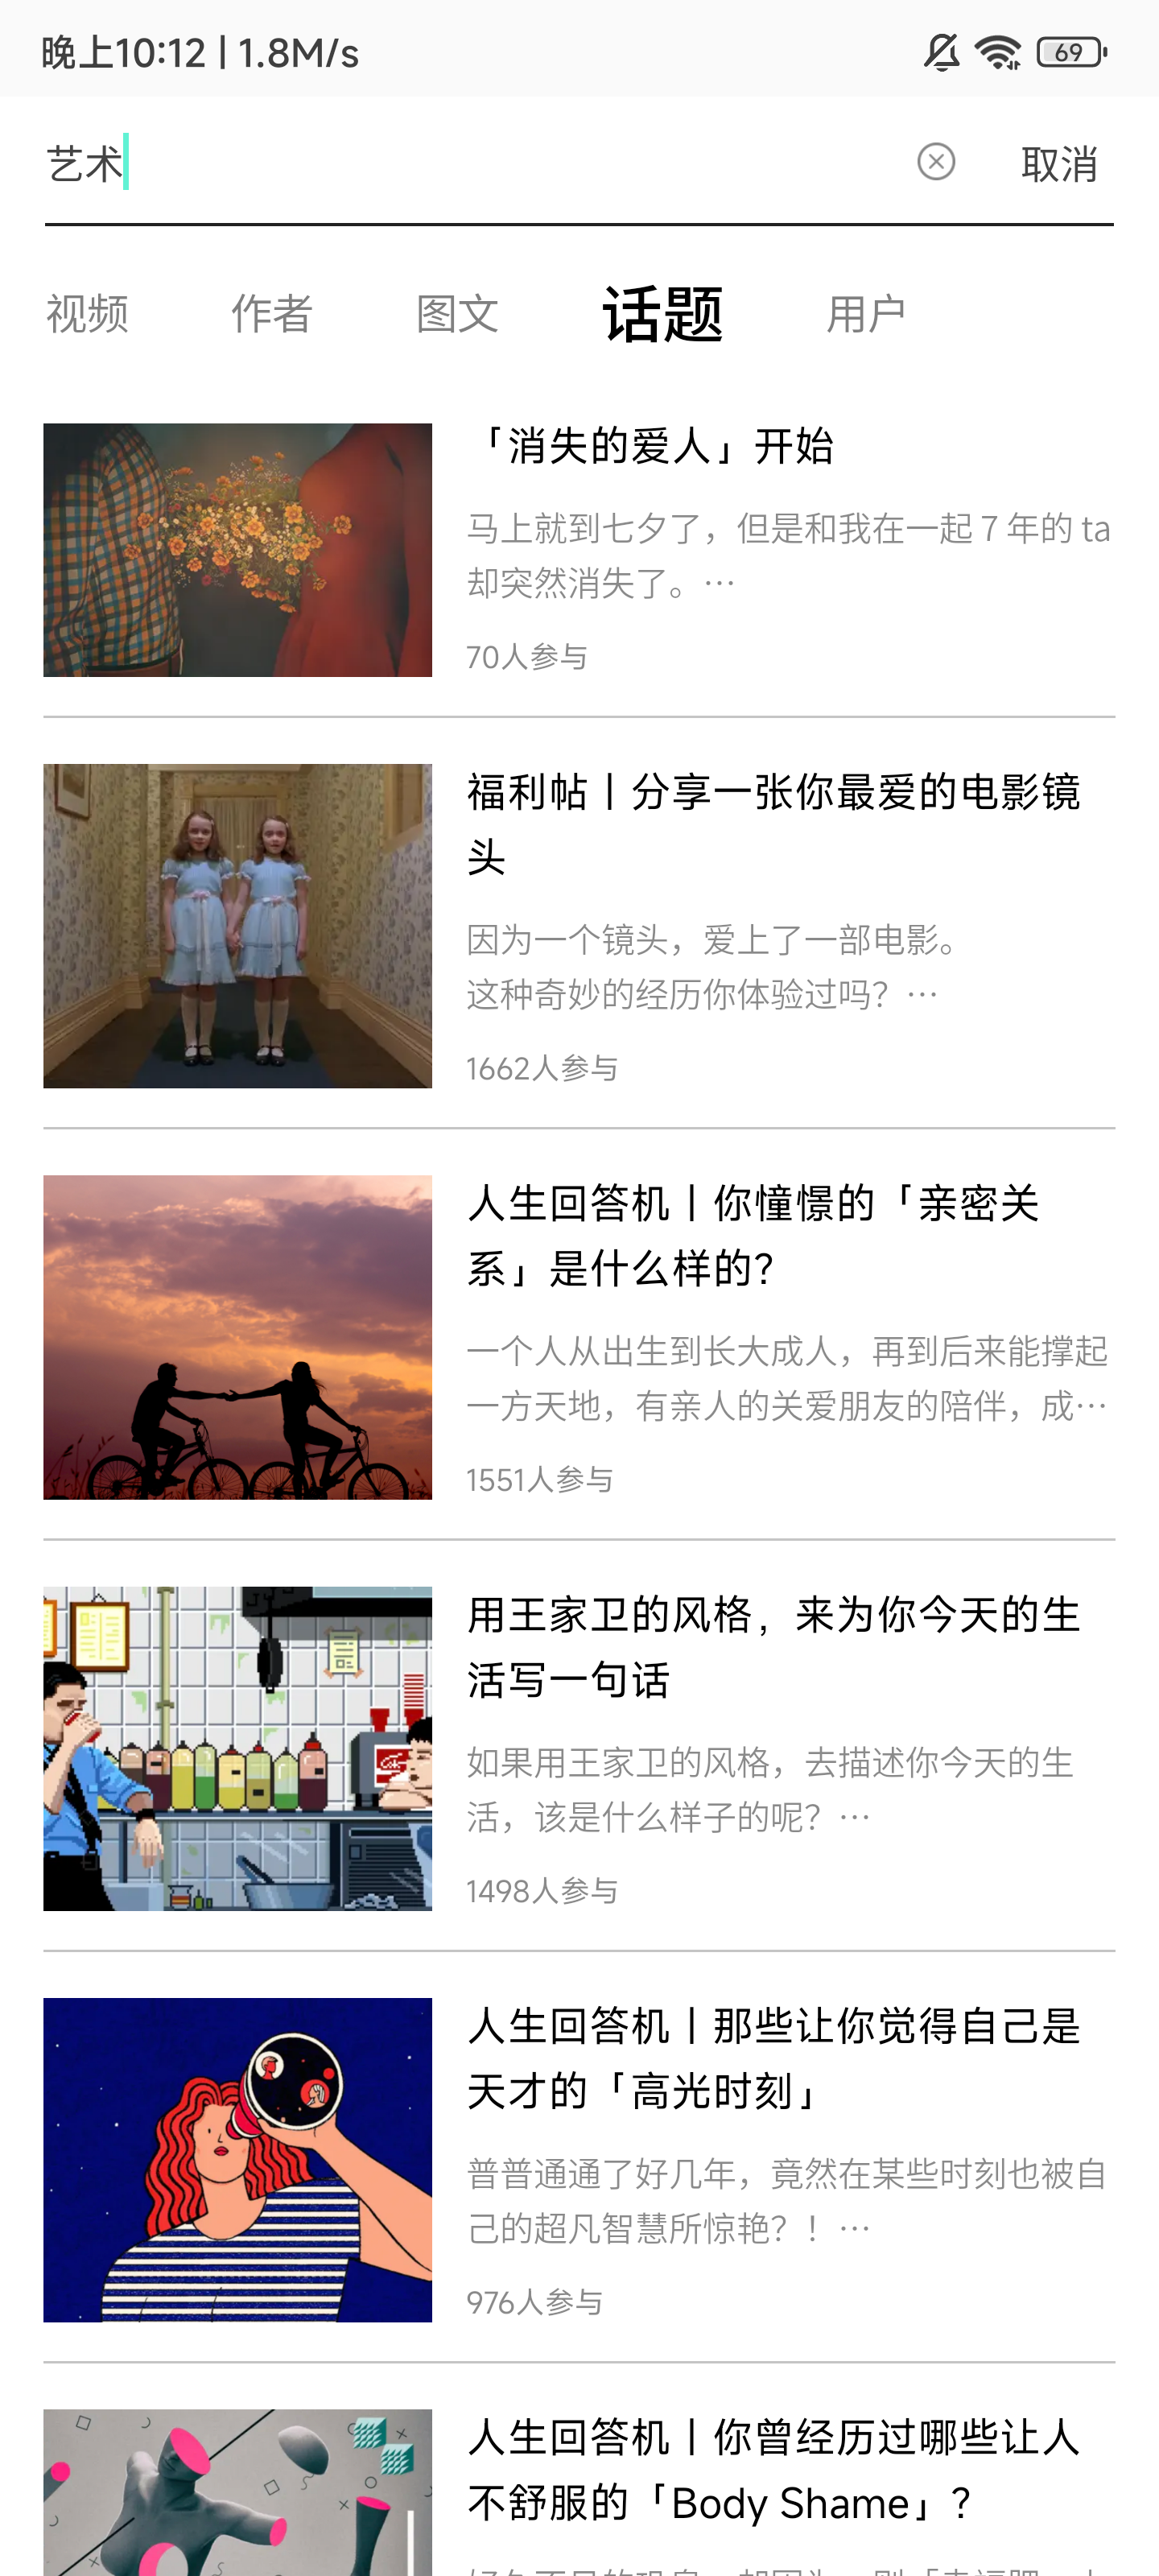 晚上10:12 | 1.8M/s
69
艺术
取消
视频 作者 图文 话题 用户
「消失的爱人」开始
马上就到七夕了，但是和我在一起 7 年的 ta
却突然消失了。…
70人参与
福利帖丨分享一张你最爱的电影镜
头
因为一个镜头，爱上了一部电影。
这种奇妙的经历你体验过吗？…
1662人参与
人生回答机丨你憧憬的「亲密关
系」是什么样的？
一个人从出生到长大成人，再到后来能撑起
一方天地，有亲人的关爱朋友的陪伴，成…
1551人参与
用王家卫的风格，来为你今天的生
活写一句话
如果用王家卫的风格，去描述你今天的生
活，该是什么样子的呢？…
1498人参与
人生回答机丨那些让你觉得自己是
天才的「高光时刻」
普普通通了好几年，竟然在某些时刻也被自
己的超凡智慧所惊艳？！…
976人参与
人生回答机丨你曾经历过哪些让人
不舒服的「Body Shame」？